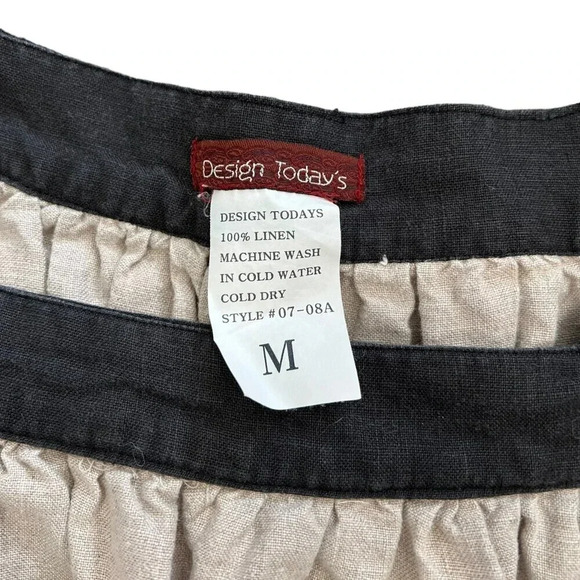 Design Today's
DESIGN TODAYS
100% LINEN
MACHINE WASH
IN COLD WATER
COLD DRY
STYLE #07-08A
M